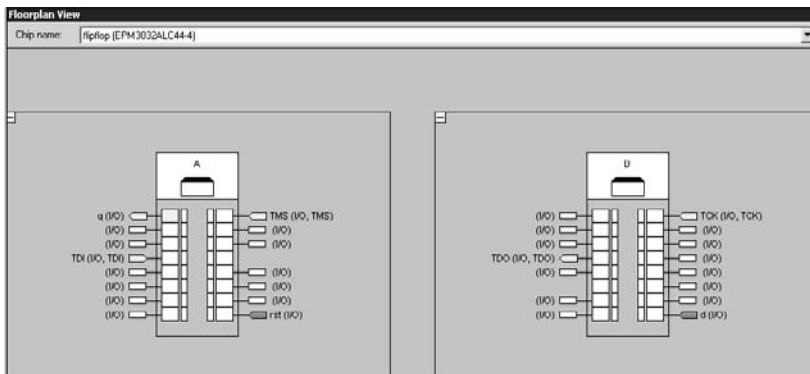 Floorplan View
Chip name: flipflop (EPM3032ALC44-4)
A
q (I/O) TMS (I/O, TMS)
(I/O) (I/O)
(I/O) (I/O)
TDI (I/O, TDI)
(I/O) (I/O)
(I/O) (I/O)
(I/O) (I/O)
(I/O) rst (I/O)
B
(I/O) TCK (I/O, TCK)
(I/O) (I/O)
(I/O) (I/O)
TDO (I/O, TDO) (I/O)
(I/O) (I/O)
(I/O)
(I/O) (I/O)
(I/O) d (I/O)